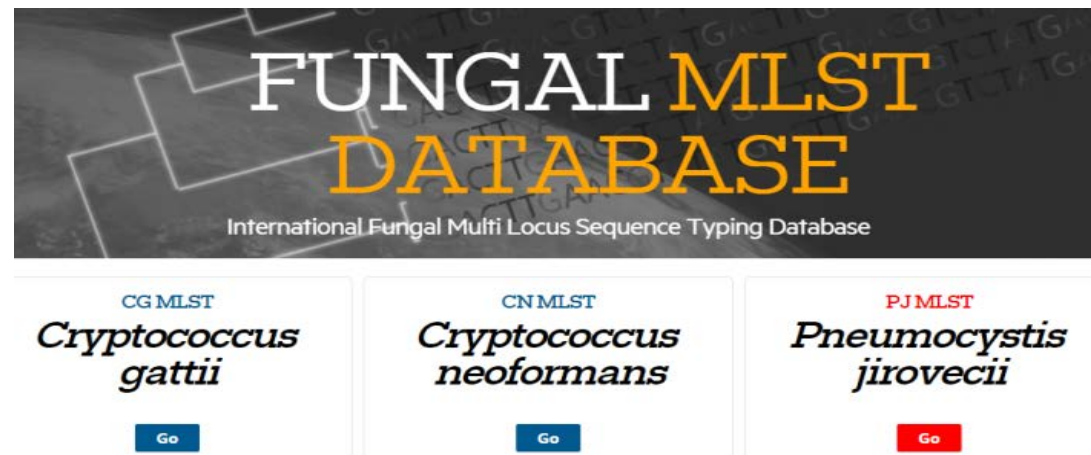 FUNGAL MLST
DATABASE
International Fungal Multi Locus Sequence Typing Database
CG MLST
Cryptococcus
gattii
Go
CN MLST
Cryptococcus
neoformans
Go
PJ MLST
Pneumocystis
jirovecii
Go